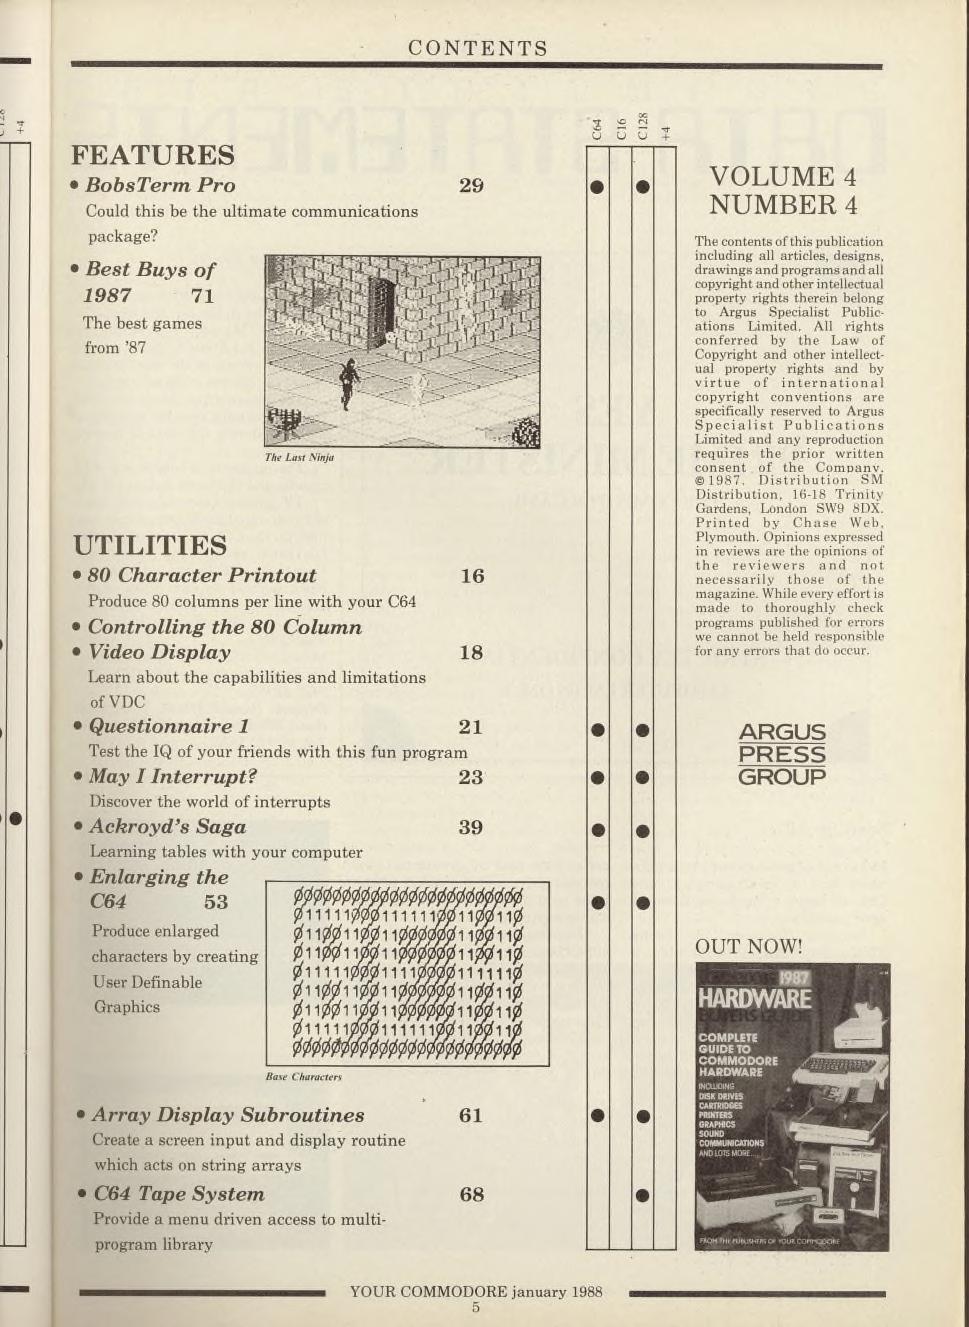 CONTENTS
C128
+4
C64
C16
C128
+4
FEATURES
• BobsTerm Pro 29
Could this be the ultimate communications
package?
• Best Buys of
1987 71
The best games
from '87
The Last Ninja
UTILITIES
• 80 Character Printout 16
Produce 80 columns per line with your C64
• Controlling the 80 Column
• Video Display 18
Learn about the capabilities and limitations
of VDC
• Questionnaire 1 21
Test the IQ of your friends with this fun program
• May I Interrupt? 23
Discover the world of interrupts
• Ackroyd's Saga 39
Learning tables with your computer
• Enlarging the
C64 53
Produce enlarged
characters by creating
User Definable
Graphics
Base Characters
• Array Display Subroutines 61
Create a screen input and display routine
which acts on string arrays
• C64 Tape System 68
Provide a menu driven access to multi-
program library
VOLUME 4
NUMBER 4
The contents of this publication
including all articles, designs,
drawings and programs and all
copyright and other intellectual
property rights therein belong
to Argus Specialist Public-
ations Limited. All rights
conferred by the Law of
Copyright and other intellect-
ual property rights and by
virtue of international
copyright conventions are
specifically reserved to Argus
Specialist Publications
Limited and any reproduction
requires the prior written
consent of the Company.
©1987. Distribution SM
Distribution, 16-18 Trinity
Gardens, London SW9 8DX.
Printed by Chase Web,
Plymouth. Opinions expressed
in reviews are the opinions of
the reviewers and not
necessarily those of the
magazine. While every effort is
made to thoroughly check
programs published for errors
we cannot be held responsible
for any errors that do occur.
ARGUS
PRESS
GROUP
OUT NOW!
1987
HARDWARE
BUYERS GUIDE
COMPLETE
GUIDE TO
COMMODORE
HARDWARE
INCLUDING
DISK DRIVES
CARTRIDGES
PRINTERS
GRAPHICS
SOUND
COMMUNICATIONS
AND LOTS MORE...
FROM THE PUBLISHERS OF YOUR COMMODORE
YOUR COMMODORE january 1988
5